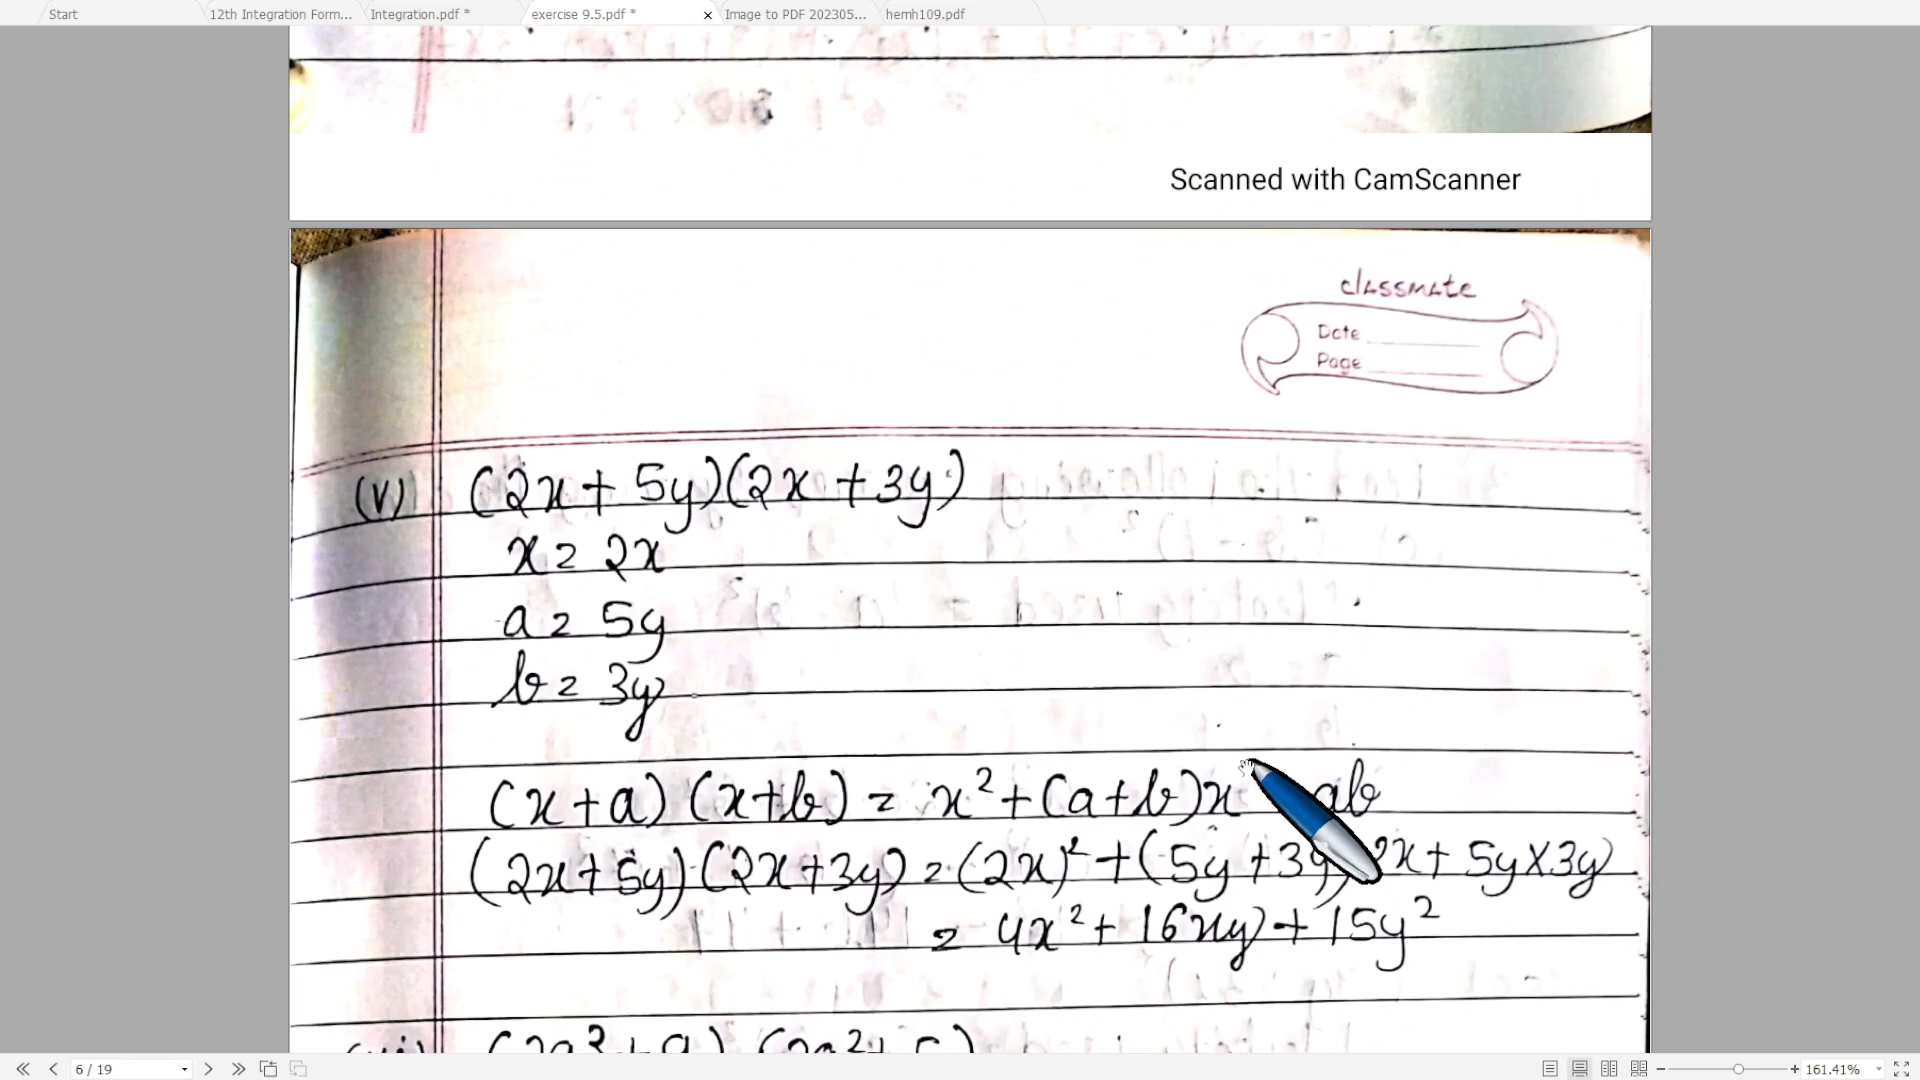 Start 12th Integration Form... Integration.pdf * exercise 9.5.pdf * × Image to PDF 202305... hemh109.pdf
Scanned with CamScanner
classmate
Date
Page
(V) (2x + 5y)(2x + 3y)
x = 2x
a = 5y
b = 3y
(x+a) (x+b) = x² + (a+b)x ab
(2x+5y) (2x+3y) = (2x)² + (5y+3y) 2x + 5y×3y
= 4x² + 16xy + 15y²
6 / 19 161.41%